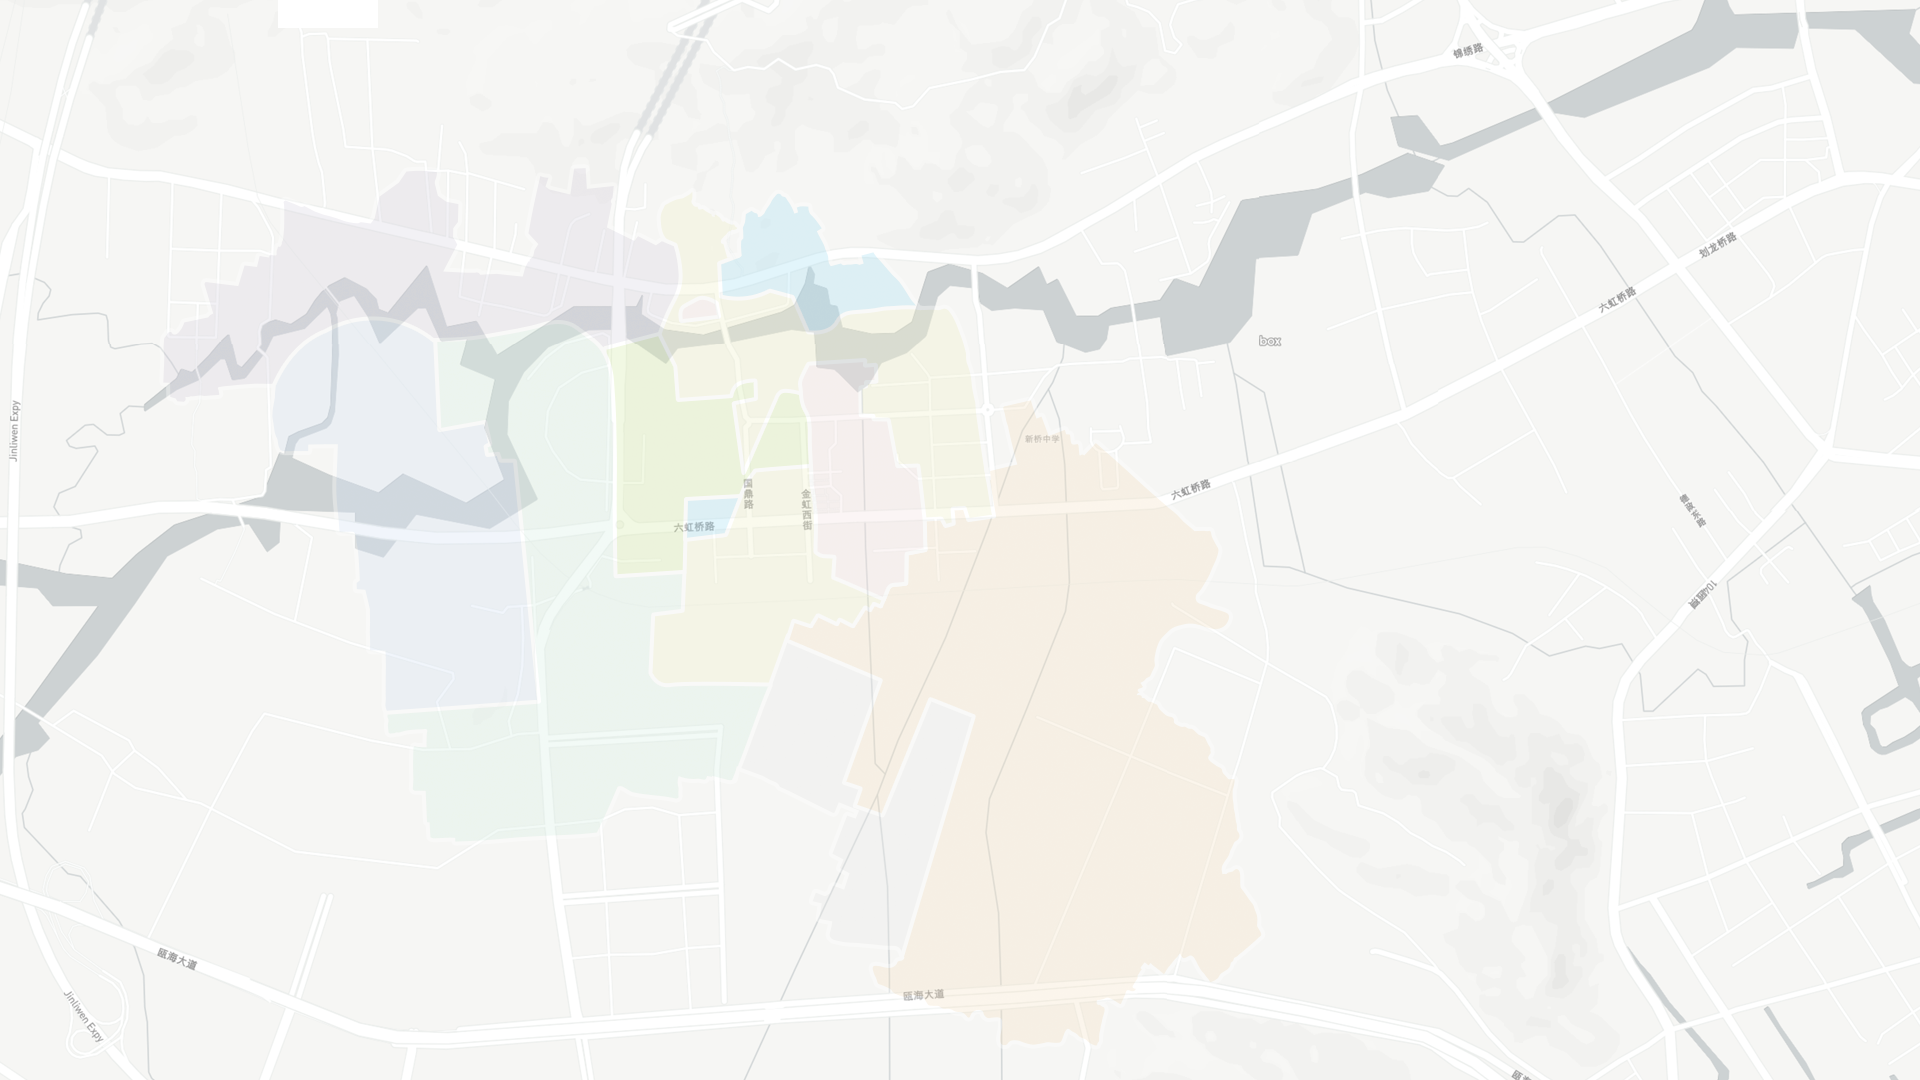 锦绣路
划龙桥路
六虹桥路
box
Jinliwen Expy
新桥中学
六虹桥路
国鼎路
金虹西街
六虹桥路
瓯海大道
瓯海大道
Jinliwen Expy